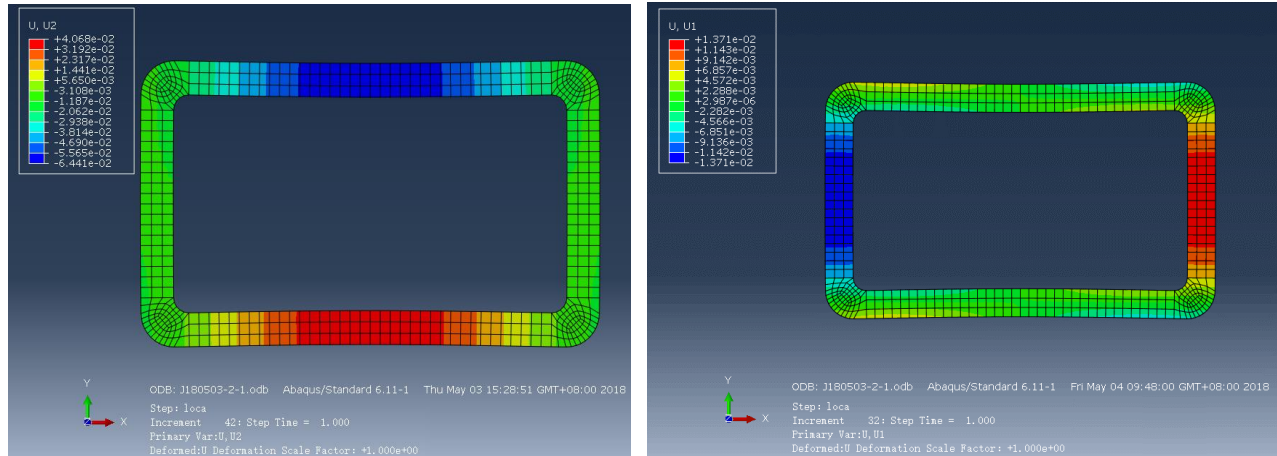 U, U2
+4.068e-02
+3.192e-02
+2.317e-02
+1.441e-02
+5.650e-03
-3.108e-03
-1.187e-02
-2.062e-02
-2.938e-02
-3.814e-02
-4.690e-02
-5.565e-02
-6.441e-02
Y
X
ODB: J180503-2-1.odb Abaqus/Standard 6.11-1 Thu May 03 15:28:51 GMT+08:00 2018
Step: loca
Increment 42: Step Time = 1.000
Primary Var:U,U2
Deformed:U Deformation Scale Factor: +1.000e+00
U, U1
+1.371e-02
+1.143e-02
+9.142e-03
+6.857e-03
+4.572e-03
+2.288e-03
+2.987e-06
-2.282e-03
-4.566e-03
-6.851e-03
-9.136e-03
-1.142e-02
-1.371e-02
Y
X
ODB: J180503-2-1.odb Abaqus/Standard 6.11-1 Fri May 04 09:48:00 GMT+08:00 2018
Step: loca
Increment 32: Step Time = 1.000
Primary Var:U,U1
Deformed:U Deformation Scale Factor: +1.000e+00